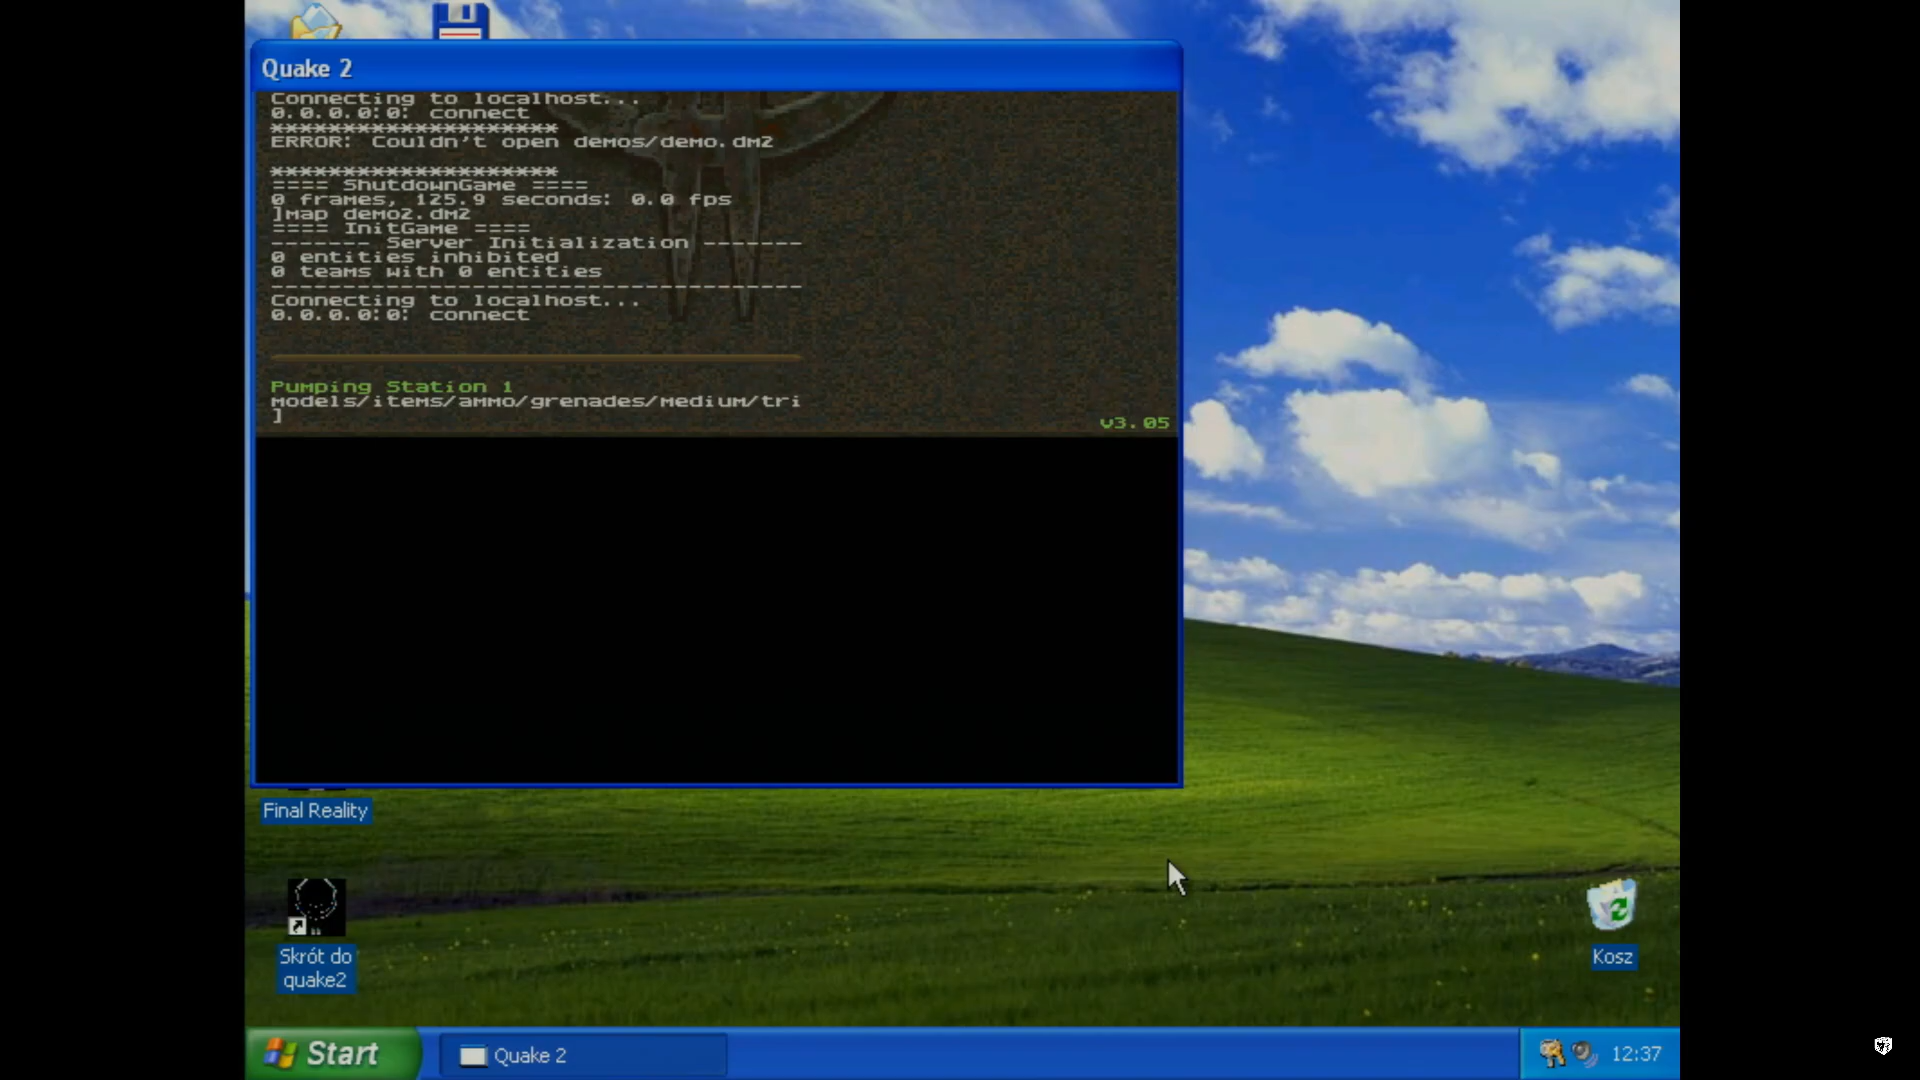 Quake 2
Connecting to localhost...
0.0.0.0:0: connect
********************
ERROR: Couldn't open demos/demo.dm2
********************
==== ShutdownGame ====
0 frames, 125.9 seconds: 0.0 fps
]map demo2.dm2
==== InitGame ====
------- Server Initialization -------
0 entities inhibited
0 teams with 0 entities
-------------------------------------
Connecting to localhost...
0.0.0.0:0: connect
Pumping Station 1
models/items/ammo/grenades/medium/tri
]
v3.05
Final Reality
Skrót do
quake2
Kosz
Start
Quake 2
12:37